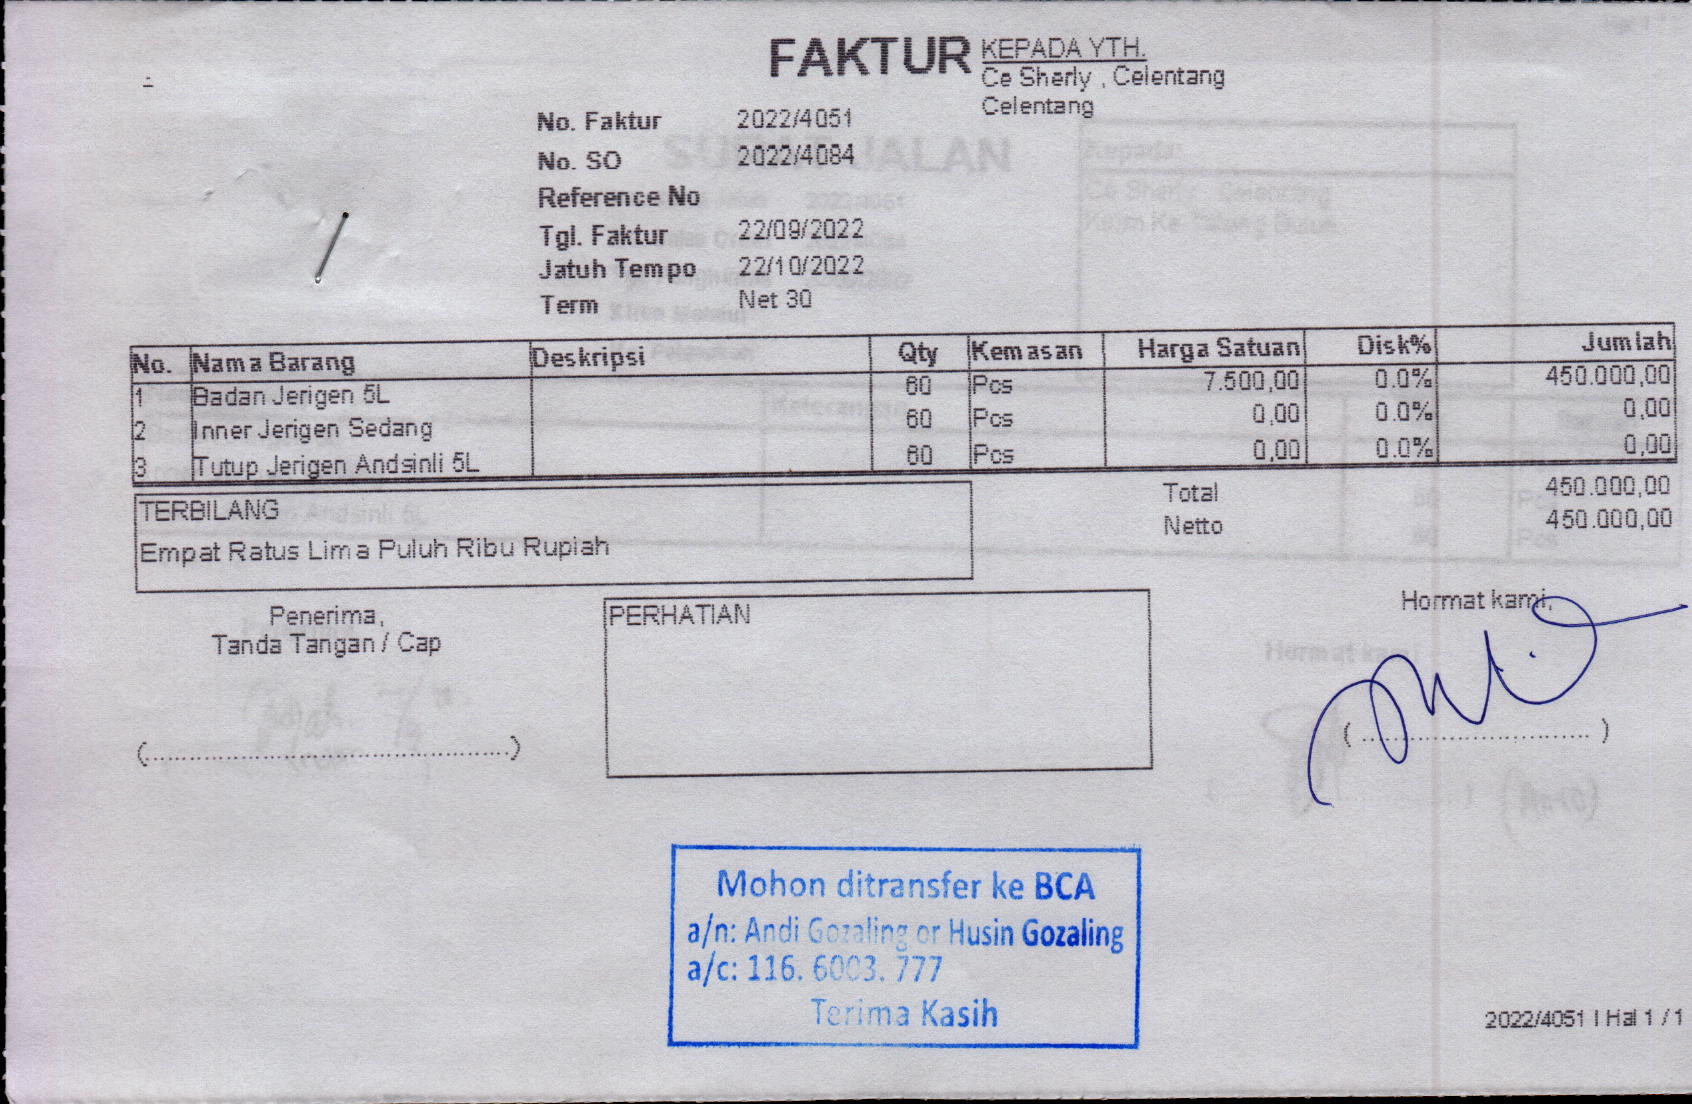 FAKTUR
KEPADA YTH.
Ce Sherly , Celentang
Celentang
No. Faktur 2022/4051
No. SO 2022/4084
Reference No
Tgl. Faktur 22/09/2022
Jatuh Tempo 22/10/2022
Term Net 30
No. Nama Barang Deskripsi Qty Kemasan Harga Satuan Disk% Jumlah
1 Badan Jerigen 5L 60 Pcs 7.500,00 0.0% 450.000,00
2 Inner Jerigen Sedang 60 Pcs 0,00 0.0% 0,00
3 Tutup Jerigen Andsinli 5L 60 Pcs 0,00 0.0% 0,00
Total 450.000,00
Netto 450.000,00
TERBILANG
Empat Ratus Lima Puluh Ribu Rupiah
Penerima,
Tanda Tangan / Cap
(....................................................)
PERHATIAN
Hormat kami,
( ................................ )
Mohon ditransfer ke BCA
a/n: Andi Gozaling or Husin Gozaling
a/c: 116. 6003. 777
Terima Kasih
2022/4051 | Hal 1 / 1